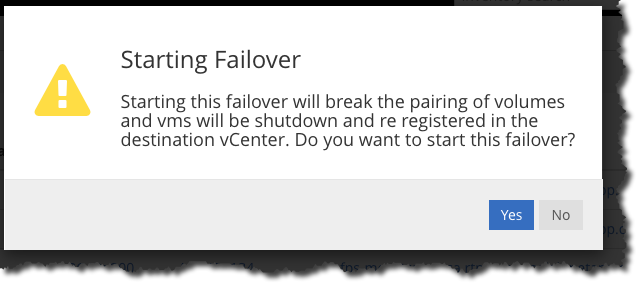 Starting Failover
Starting this failover will break the pairing of volumes
and vms will be shutdown and re registered in the
destination vCenter. Do you want to start this failover?
Yes
No